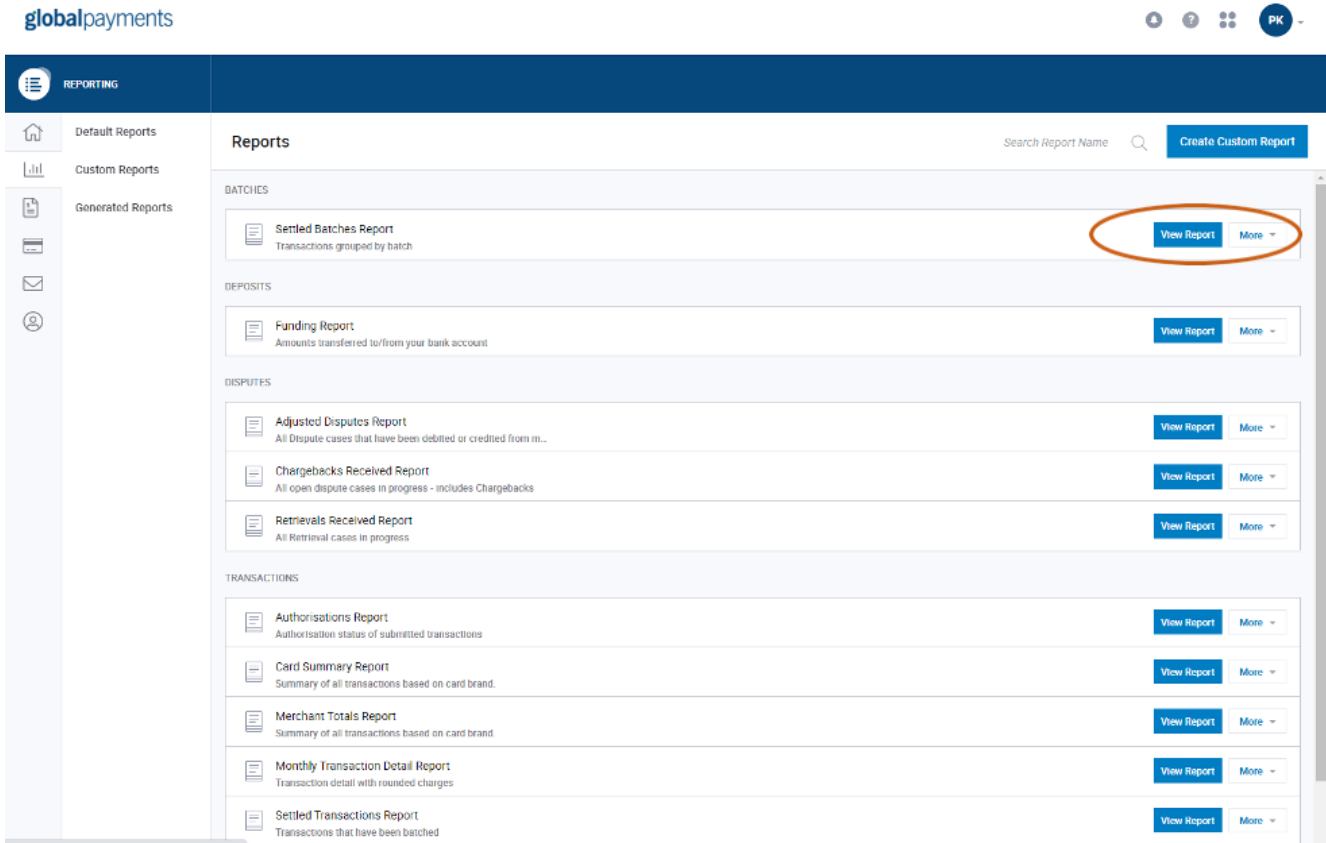 globalpayments
PK
REPORTING
Default Reports
Custom Reports
Generated Reports
Reports
Search Report Name
Create Custom Report
BATCHES
Settled Batches Report
Transactions grouped by batch
View Report
More
DEPOSITS
Funding Report
Amounts transferred to/from your bank account
View Report
More
DISPUTES
Adjusted Disputes Report
All Dispute cases that have been debited or credited from m...
View Report
More
Chargebacks Received Report
All open dispute cases in progress - includes Chargebacks
View Report
More
Retrievals Received Report
All Retrieval cases in progress
View Report
More
TRANSACTIONS
Authorisations Report
Authorisation status of submitted transactions
View Report
More
Card Summary Report
Summary of all transactions based on card brand.
View Report
More
Merchant Totals Report
Summary of all transactions based on card brand.
View Report
More
Monthly Transaction Detail Report
Transaction detail with rounded charges
View Report
More
Settled Transactions Report
Transactions that have been batched
View Report
More